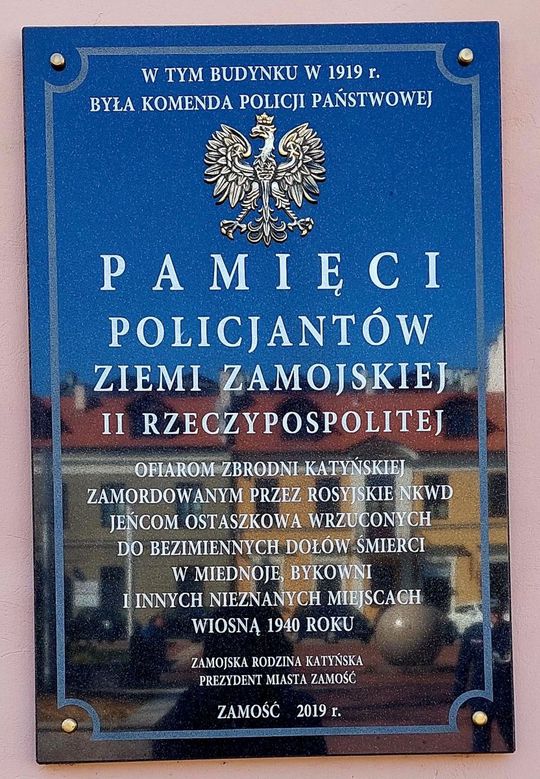 W TYM BUDYNKU W 1919 r.
BYŁA KOMENDA POLICJI PAŃSTWOWEJ
PAMIĘCI
POLICJANTÓW
ZIEMI ZAMOJSKIEJ
II RZECZYPOSPOLITEJ
OFIAROM ZBRODNI KATYŃSKIEJ
ZAMORDOWANYM PRZEZ ROSYJSKIE NKWD
JEŃCOM OSTASZKOWA WRZUCONYCH
DO BEZIMIENNYCH DOŁÓW ŚMIERCI
W MIEDNOJE, BYKOWNI
I INNYCH NIEZNANYCH MIEJSCACH
WIOSNĄ 1940 ROKU
ZAMOJSKA RODZINA KATYŃSKA
PREZYDENT MIASTA ZAMOŚĆ
ZAMOŚĆ 2019 r.